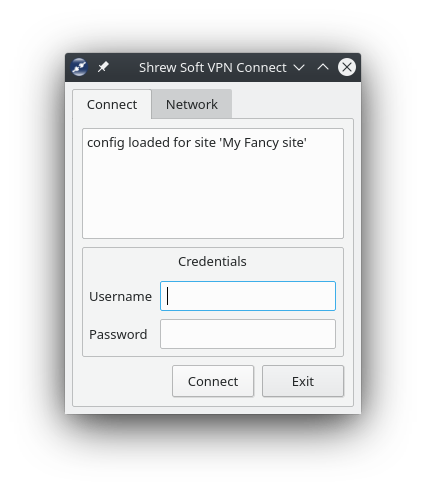 Shrew Soft VPN Connect
Connect
Network
config loaded for site 'My Fancy site'
Credentials
Username
Password
Connect
Exit